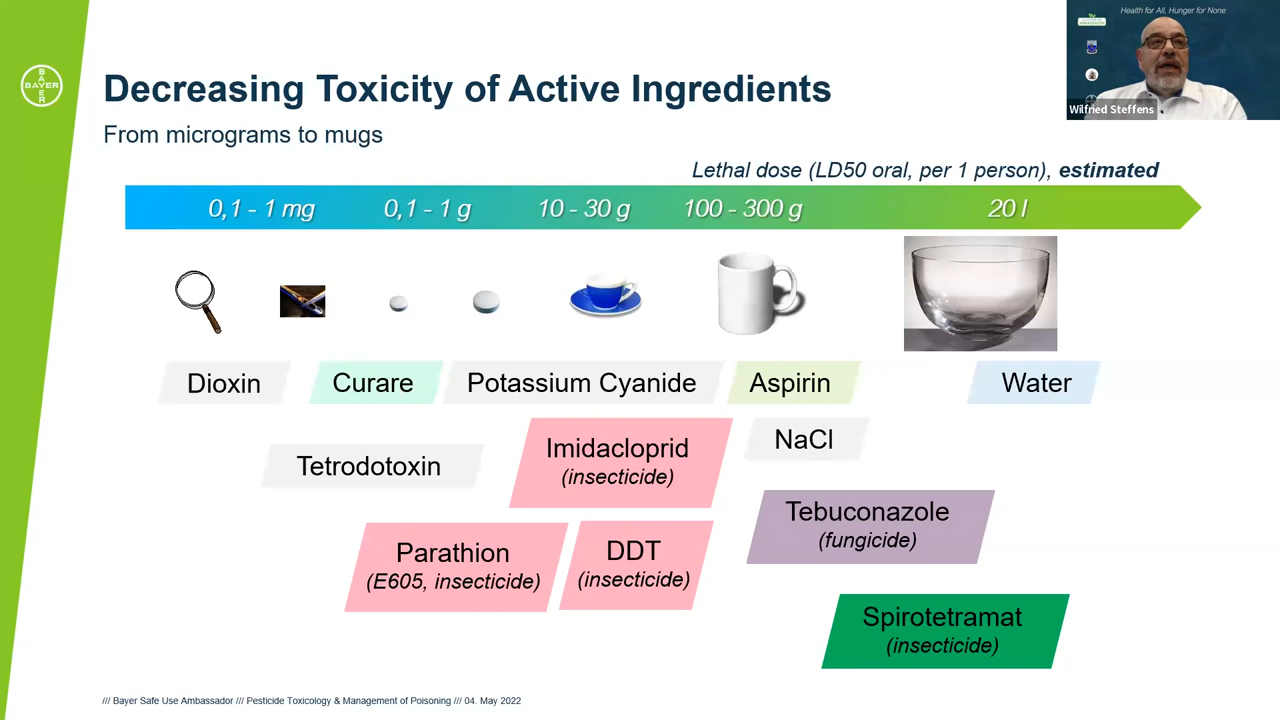 Health for All, Hunger for None
Wilfried Steffens
BAYER
BAYER
Decreasing Toxicity of Active Ingredients
From micrograms to mugs
Lethal dose (LD50 oral, per 1 person), estimated
0,1 - 1 mg
0,1 - 1 g
10 - 30 g
100 - 300 g
20 l
Dioxin
Curare
Potassium Cyanide
Aspirin
Water
Tetrodotoxin
Imidacloprid
(insecticide)
NaCl
Parathion
(E605, insecticide)
DDT
(insecticide)
Tebuconazole
(fungicide)
Spirotetramat
(insecticide)
/// Bayer Safe Use Ambassador /// Pesticide Toxicology & Management of Poisoning /// 04. May 2022